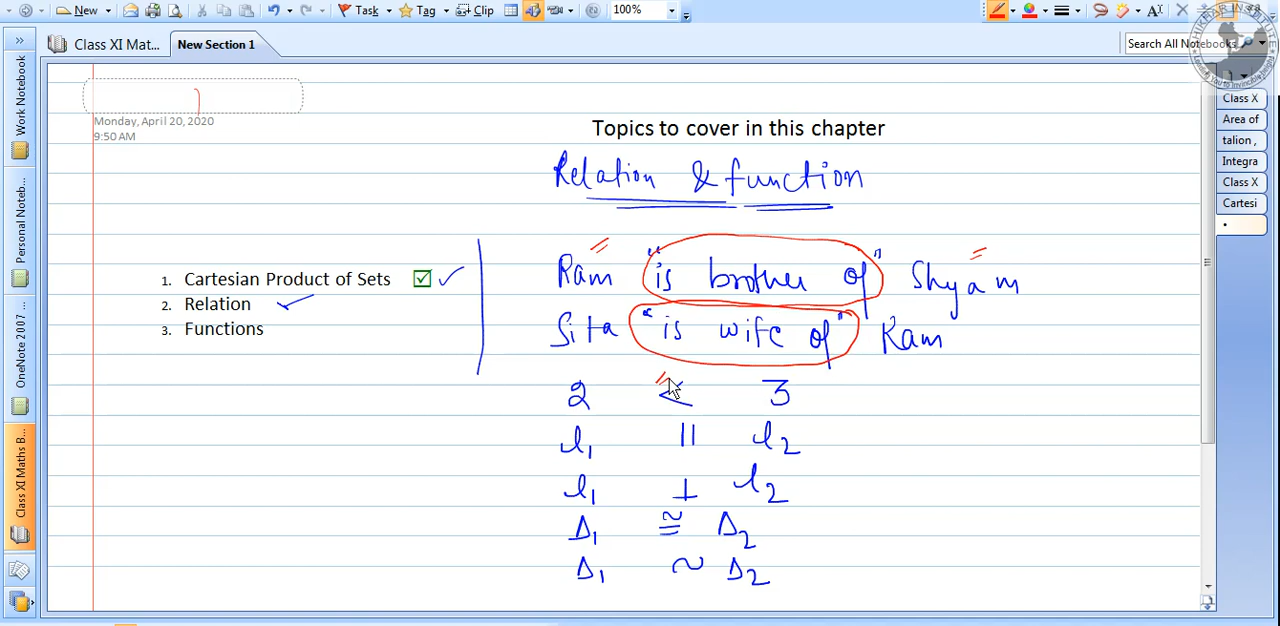 New
Task
Tag
Clip
100%
Class XI Mat...
New Section 1
Search All Notebooks
Work Notebook
Personal Noteb...
OneNote 2007 ...
Class XI Maths B...
Monday, April 20, 2020
9:50 AM
Topics to cover in this chapter
Relation & function
1. Cartesian Product of Sets
2. Relation
3. Functions
Ram "is brother of" Shyam
Sita "is wife of" Ram
2 < 3
l₁ || l₂
l₁ ⊥ l₂
Δ₁ ≅ Δ₂
Δ₁ ~ Δ₂
Class X
Area of
talion ,
Integra
Class X
Cartesi